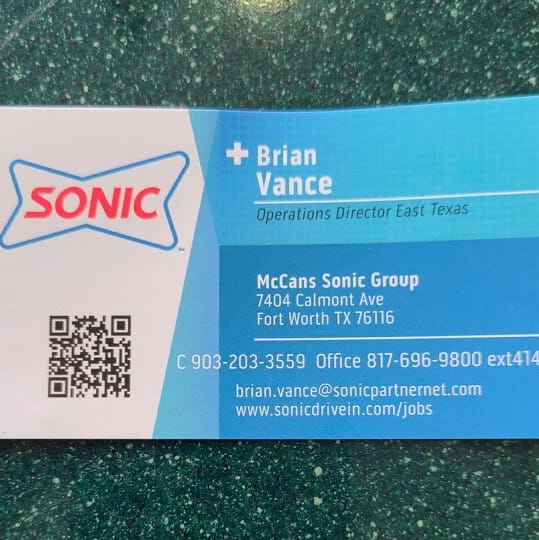 SONIC
™
Brian
Vance
Operations Director East Texas
McCans Sonic Group
7404 Calmont Ave
Fort Worth TX 76116
C 903-203-3559 Office 817-696-9800 ext414
brian.vance@sonicpartnernet.com
www.sonicdrivein.com/jobs